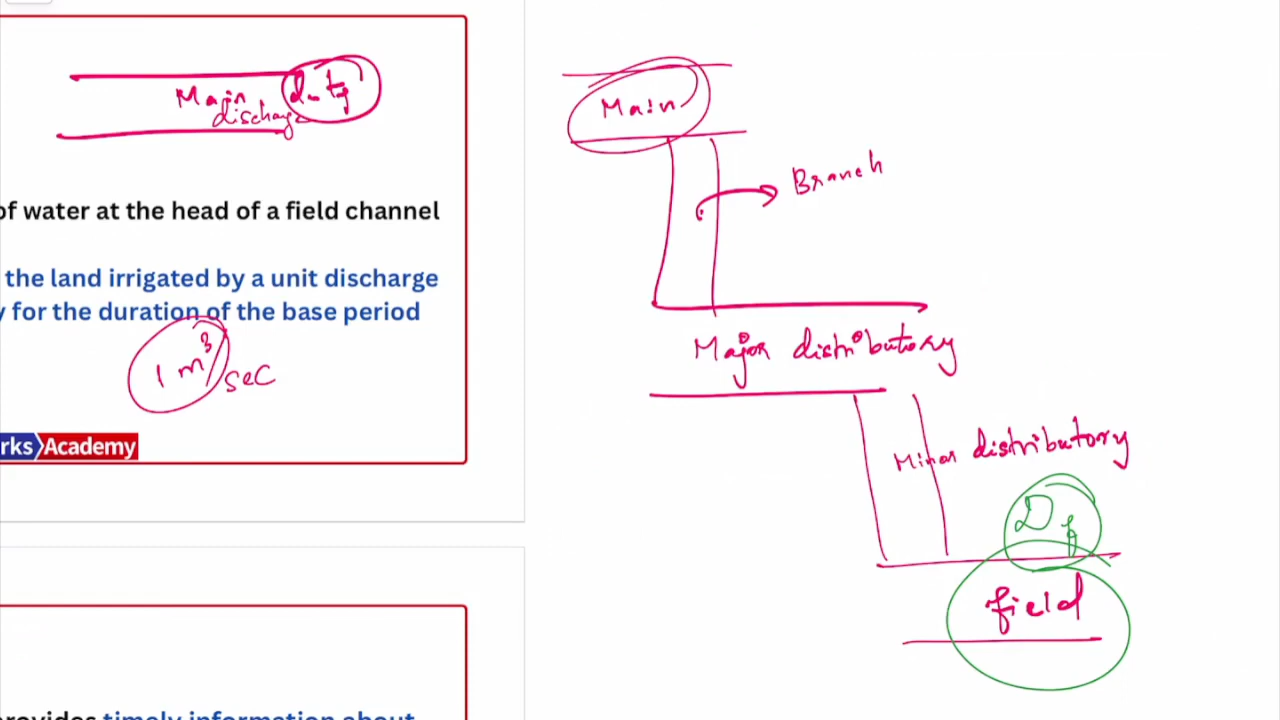 Main duty
discharge
of water at the head of a field channel
the land irrigated by a unit discharge
y for the duration of the base period
1 m³/sec
rks Academy
provides timely information about
Main
Branch
Major distributory
Minor distributory
Df
field